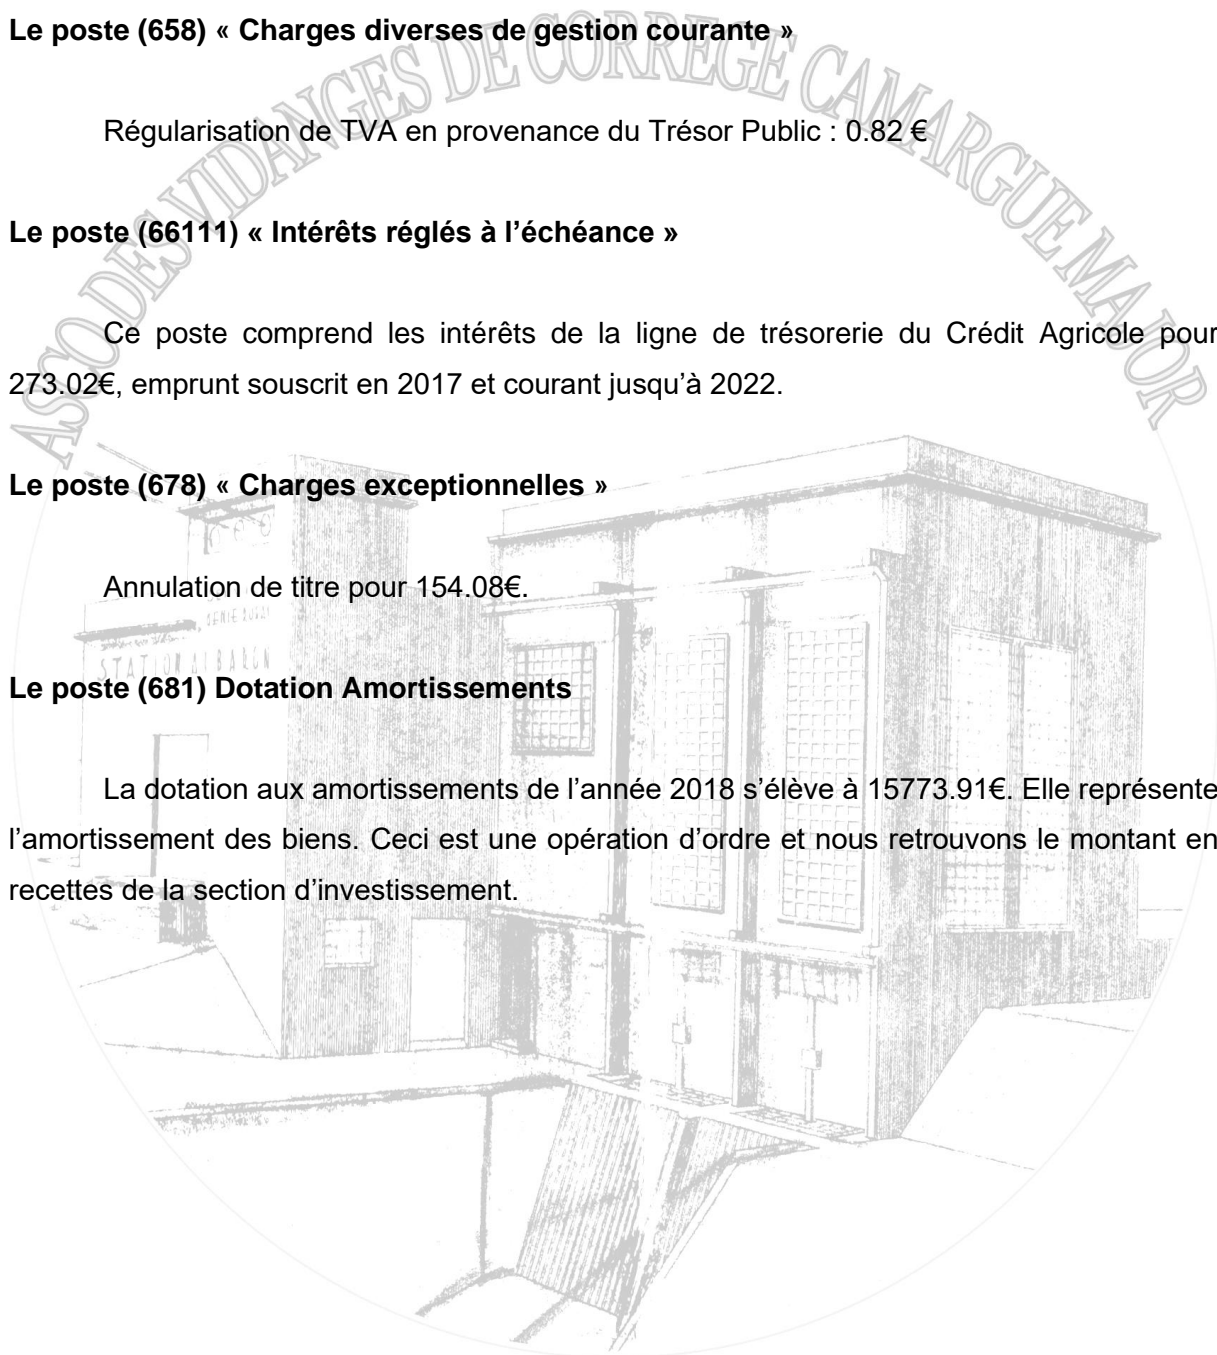 Le poste (658) « Charges diverses de gestion courante »
ASCO DES VIDANGES DE CORREGE CAMARGUE MAJOR
Régularisation de TVA en provenance du Trésor Public : 0.82 €
Le poste (66111) « Intérêts réglés à l’échéance »
Ce poste comprend les intérêts de la ligne de trésorerie du Crédit Agricole pour
273.02€, emprunt souscrit en 2017 et courant jusqu’à 2022.
Le poste (678) « Charges exceptionnelles »
Annulation de titre pour 154.08€.
GENIE RURAL
STATION ALBARON
Le poste (681) Dotation Amortissements
La dotation aux amortissements de l’année 2018 s’élève à 15773.91€. Elle représente
l’amortissement des biens. Ceci est une opération d’ordre et nous retrouvons le montant en
recettes de la section d’investissement.